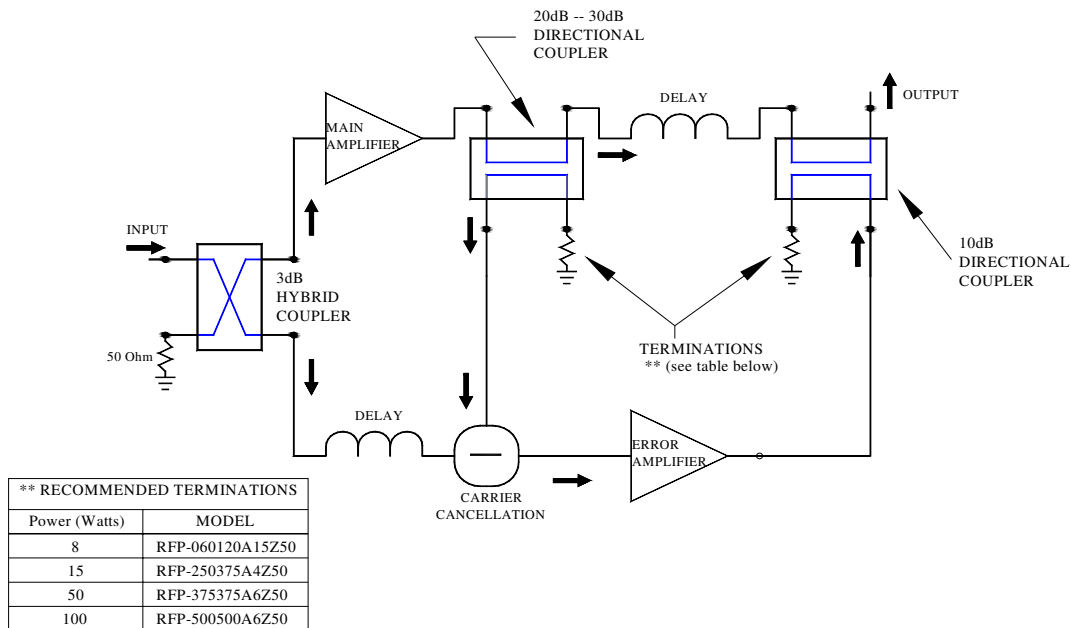 20dB -- 30dB
DIRECTIONAL
COUPLER
DELAY
OUTPUT
MAIN
AMPLIFIER
INPUT
3dB
HYBRID
COUPLER
10dB
DIRECTIONAL
COUPLER
50 Ohm
TERMINATIONS
** (see table below)
DELAY
ERROR
AMPLIFIER
CARRIER
CANCELLATION
** RECOMMENDED TERMINATIONS
Power (Watts) MODEL
8 RFP-060120A15Z50
15 RFP-250375A4Z50
50 RFP-375375A6Z50
100 RFP-500500A6Z50